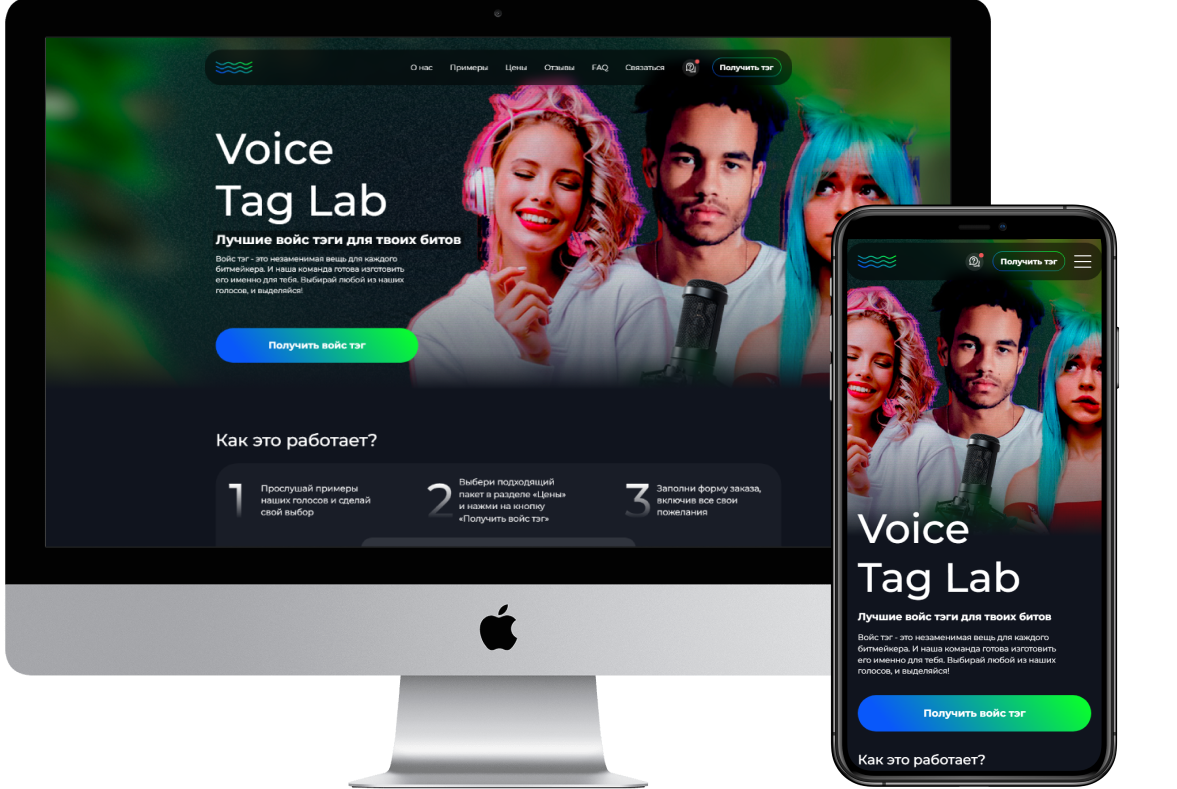 О нас Примеры Цены Отзывы FAQ Связаться Получить тэг
Voice
Tag Lab
Лучшие войс тэги для твоих битов
Войс тэг - это незаменимая вещь для каждого
битмейкера. И наша команда готова изготовить
его именно для тебя. Выбирай любой из наших
голосов, и выделяйся!
Получить войс тэг
Как это работает?
1
Прослушай примеры
наших голосов и сделай
свой выбор
2
Выбери подходящий
пакет в разделе «Цены»
и нажми на кнопку
«Получить войс тэг»
3
Заполни форму заказа,
включив все свои
пожелания
Получить тэг
Voice
Tag Lab
Лучшие войс тэги для твоих битов
Войс тэг - это незаменимая вещь для каждого
битмейкера. И наша команда готова изготовить
его именно для тебя. Выбирай любой из наших
голосов, и выделяйся!
Получить войс тэг
Как это работает?